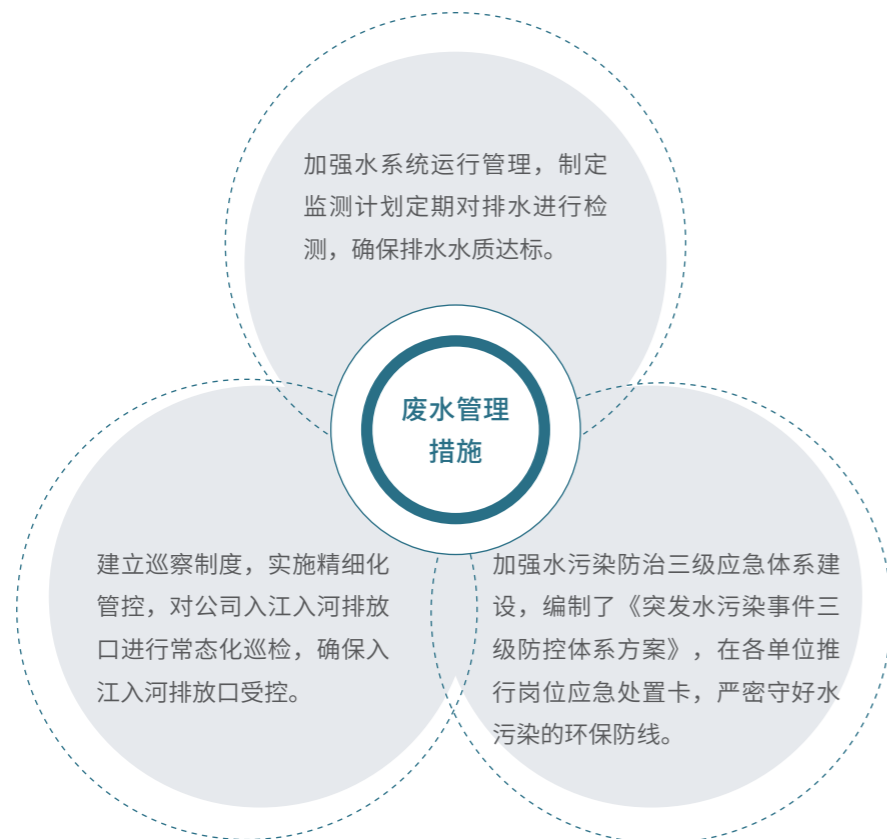 加强水系统运行管理，制定
监测计划定期对排水进行检
测，确保排水水质达标。
废水管理
措施
建立巡察制度，实施精细化
管控，对公司入江入河排放
口进行常态化巡检，确保入
江入河排放口受控。
加强水污染防治三级应急体系建
设，编制了《突发水污染事件三
级防控体系方案》，在各单位推
行岗位应急处置卡，严密守好水
污染的环保防线。